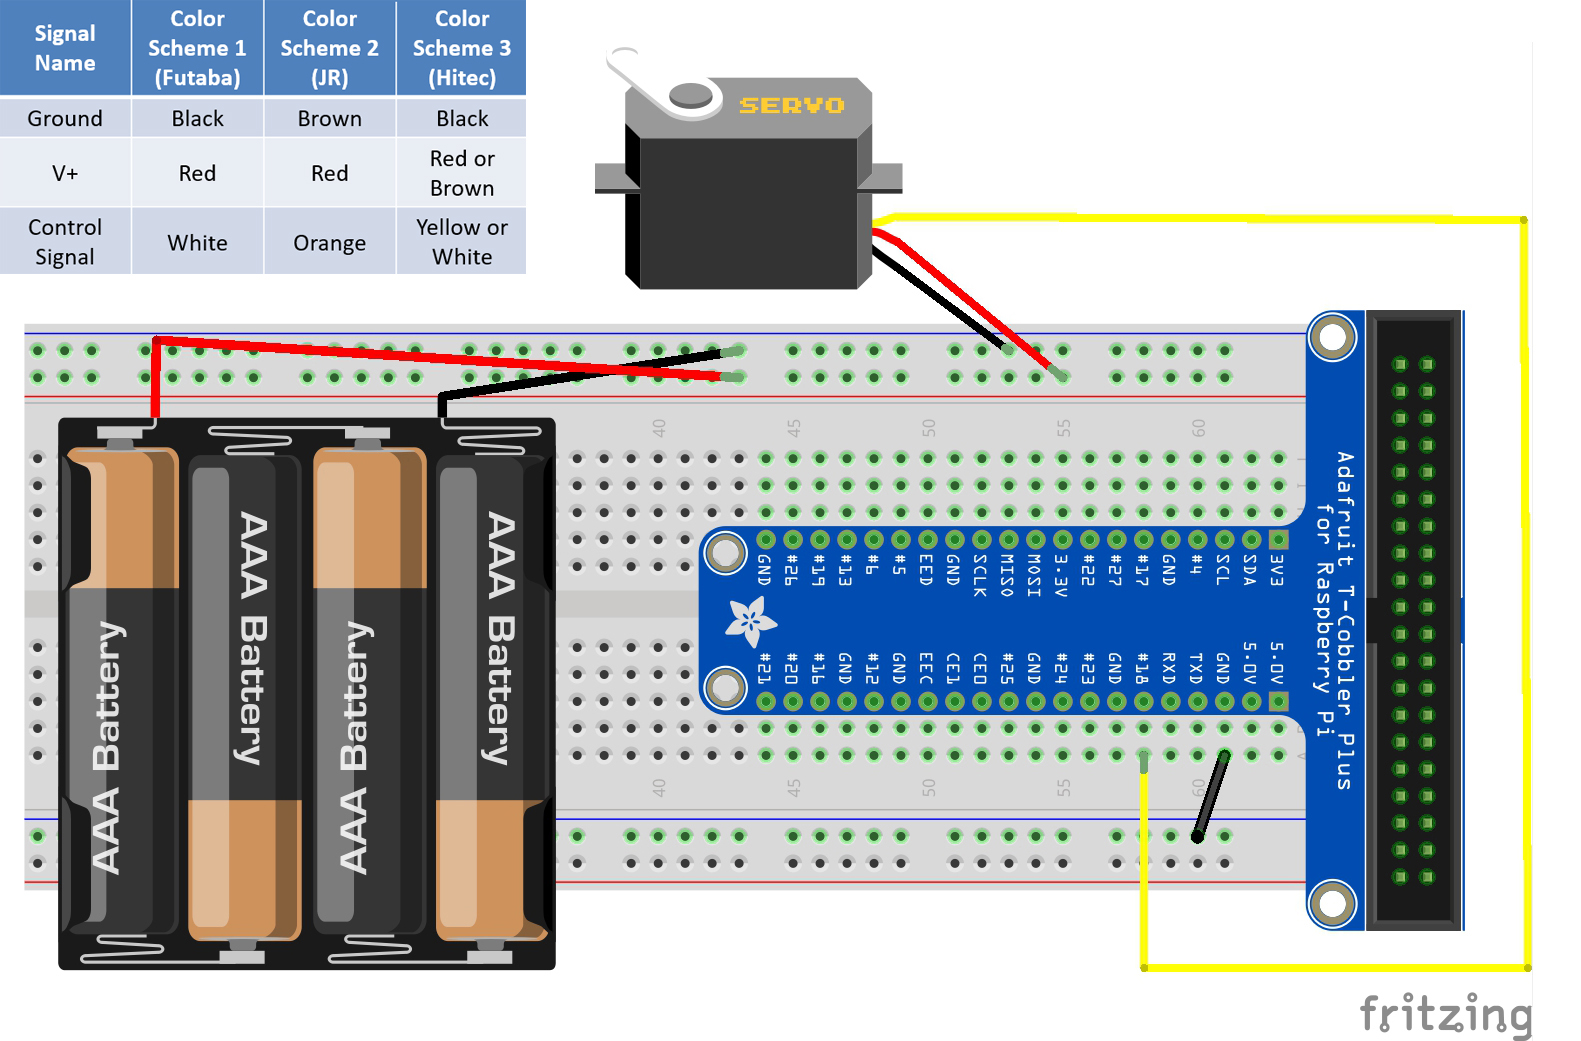 Signal Name
Color Scheme 1 (Futaba)
Color Scheme 2 (JR)
Color Scheme 3 (Hitec)
Ground
Black
Brown
Black
V+
Red
Red
Red or Brown
Control Signal
White
Orange
Yellow or White
SERVO
40
45
50
55
60
GND
#26
#19
#13
#6
#5
EED
GND
SCLK
MISO
MOSI
3.3V
#22
#27
#17
GND
#4
SCL
SDA
3V3
#21
#20
#16
GND
#12
GND
EEC
CE1
CE0
#25
GND
#24
#23
GND
#18
RXD
TXD
GND
5.0V
5.0V
Adafruit T-Cobbler Plus
for Raspberry Pi
AAA Battery
AAA Battery
AAA Battery
AAA Battery
40
45
50
55
60
fritzing